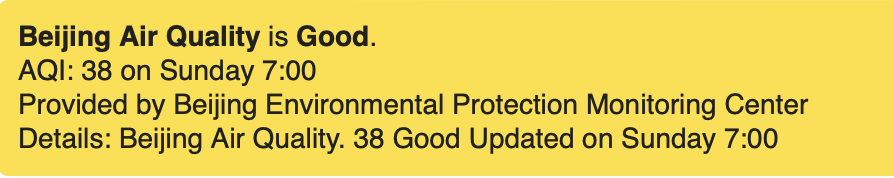 Beijing Air Quality is Good.
AQI: 38 on Sunday 7:00
Provided by Beijing Environmental Protection Monitoring Center
Details: Beijing Air Quality. 38 Good Updated on Sunday 7:00